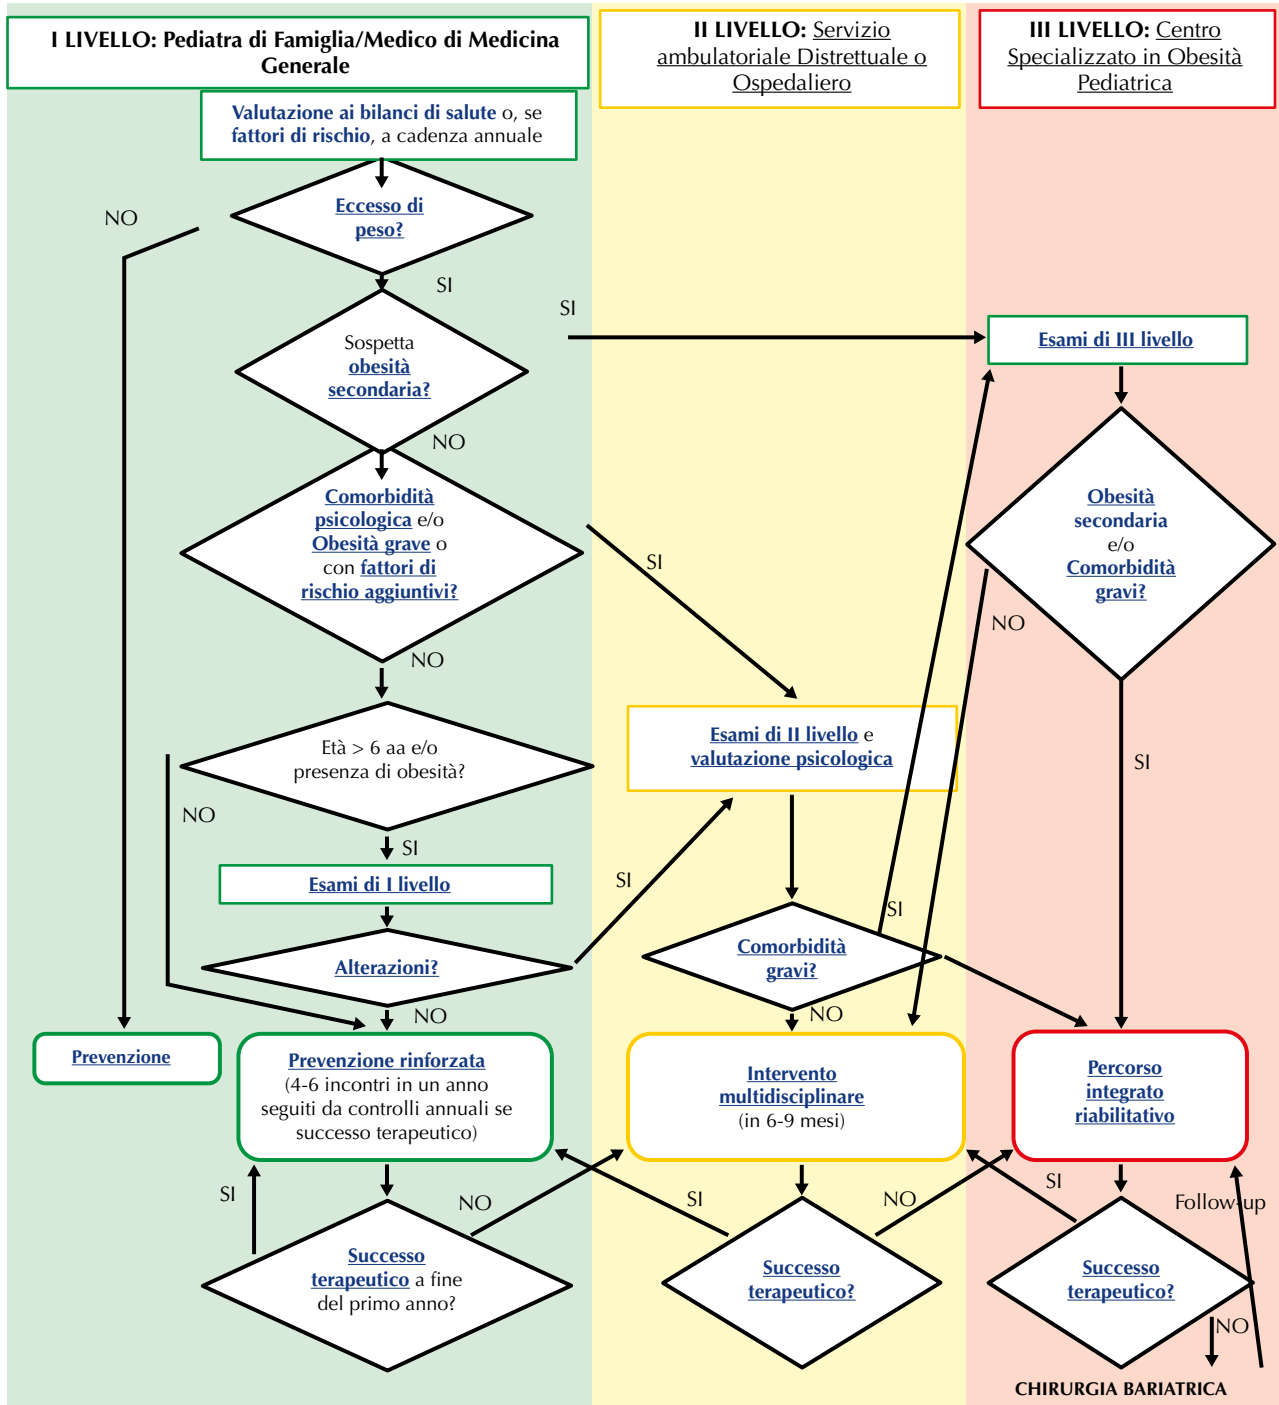 I LIVELLO: Pediatra di Famiglia/Medico di Medicina
Generale
II LIVELLO: Servizio
ambulatoriale Distrettuale o
Ospedaliero
III LIVELLO: Centro
Specializzato in Obesità
Pediatrica
Valutazione ai bilanci di salute o, se
fattori di rischio, a cadenza annuale
NO
Eccesso di
peso?
SI
SI
Sospetta
obesità
secondaria?
Esami di III livello
NO
Comorbidità
psicologica e/o
Obesità grave o
con fattori di
rischio aggiuntivi?
SI
Obesità
secondaria
e/o
Comorbidità
gravi?
NO
NO
Età > 6 aa e/o
presenza di obesità?
Esami di II livello e
valutazione psicologica
SI
NO
SI
Esami di I livello
SI
SI
Alterazioni?
Comorbidità
gravi?
NO
NO
Prevenzione
Prevenzione rinforzata
(4-6 incontri in un anno
seguiti da controlli annuali se
successo terapeutico)
Intervento
multidisciplinare
(in 6-9 mesi)
Percorso
integrato
riabilitativo
SI
NO
SI
NO
SI
Follow-up
Successo
terapeutico a fine
del primo anno?
Successo
terapeutico?
Successo
terapeutico?
NO
CHIRURGIA BARIATRICA